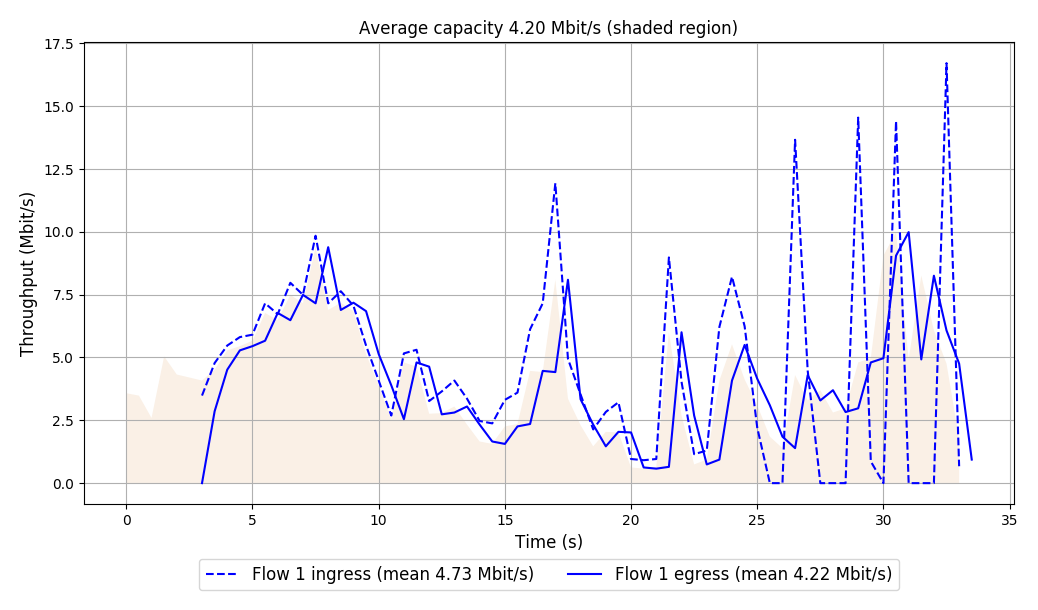 Average capacity 4.20 Mbit/s (shaded region)
17.5
15.0
12.5
10.0
7.5
5.0
2.5
0.0
Throughput (Mbit/s)
0 5 10 15 20 25 30 35
Time (s)
Flow 1 ingress (mean 4.73 Mbit/s) Flow 1 egress (mean 4.22 Mbit/s)